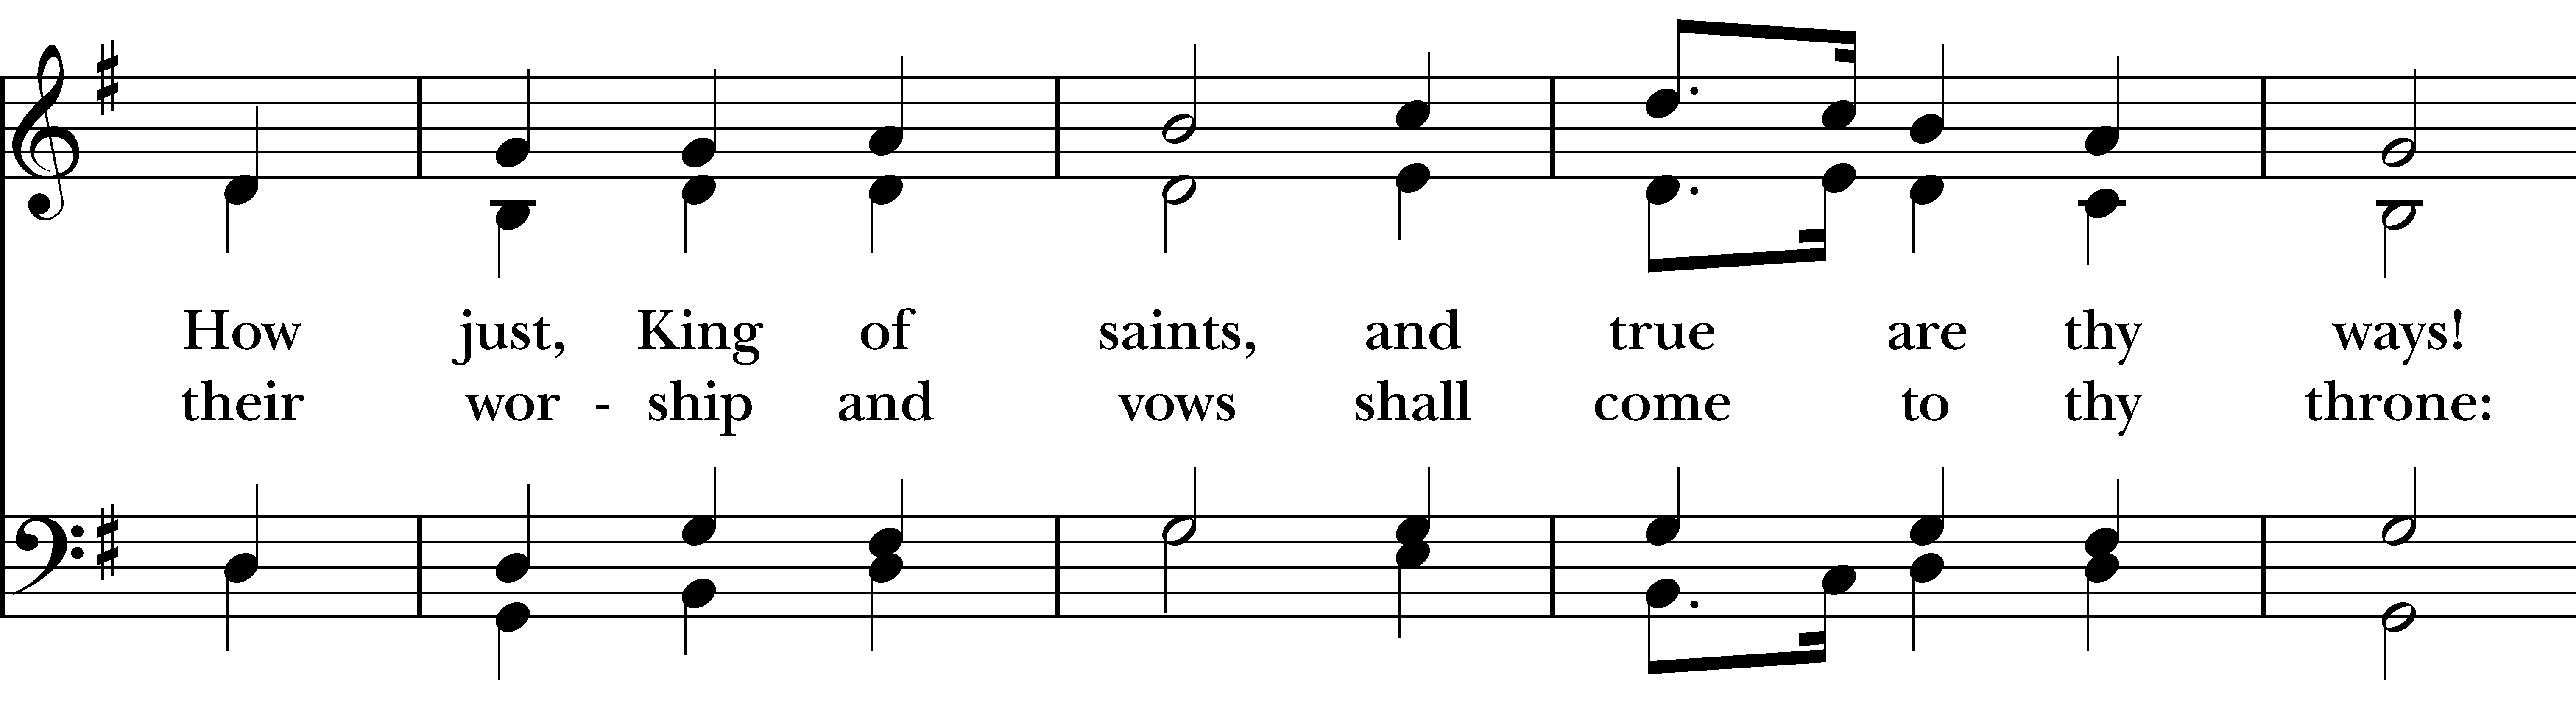 How just, King of saints, and true are thy ways!
their wor - ship and vows shall come to thy throne: